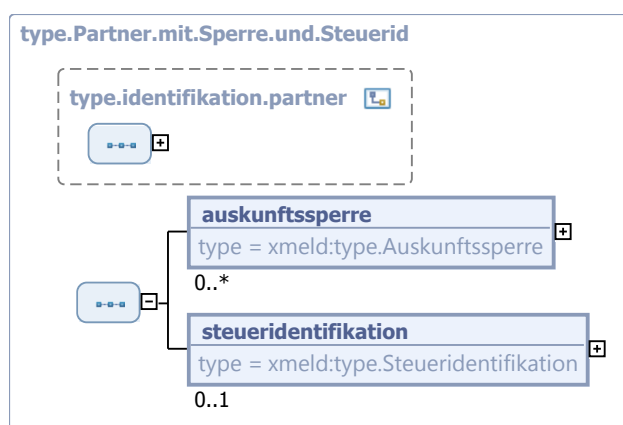 type.Partner.mit.Sperre.und.Steuerid
type.identifikation.partner
auskunftssperre
type = xmeld:type.Auskunftssperre
0..*
steueridentifikation
type = xmeld:type.Steueridentifikation
0..1